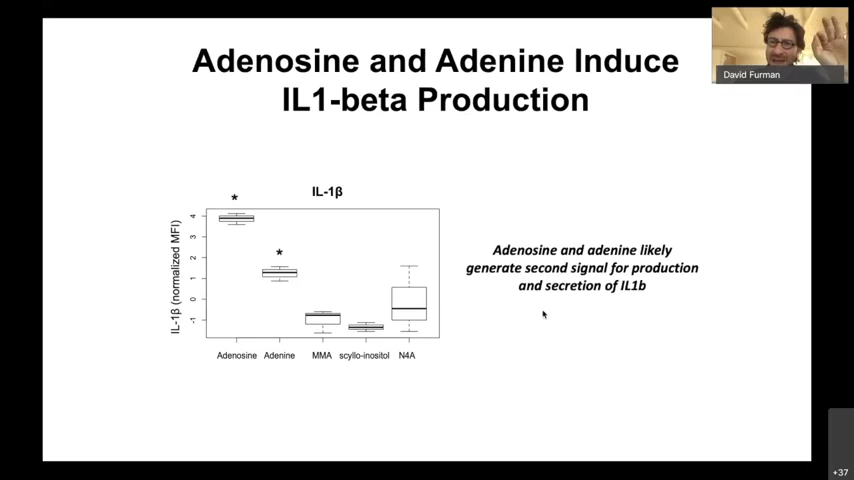 Adenosine and Adenine Induce
IL1-beta Production
David Furman
IL-1β
*
*
IL-1β (normalized MFI)
4
3
2
1
0
-1
Adenosine Adenine MMA scyllo-inositol N4A
Adenosine and adenine likely
generate second signal for production
and secretion of IL1b
+37